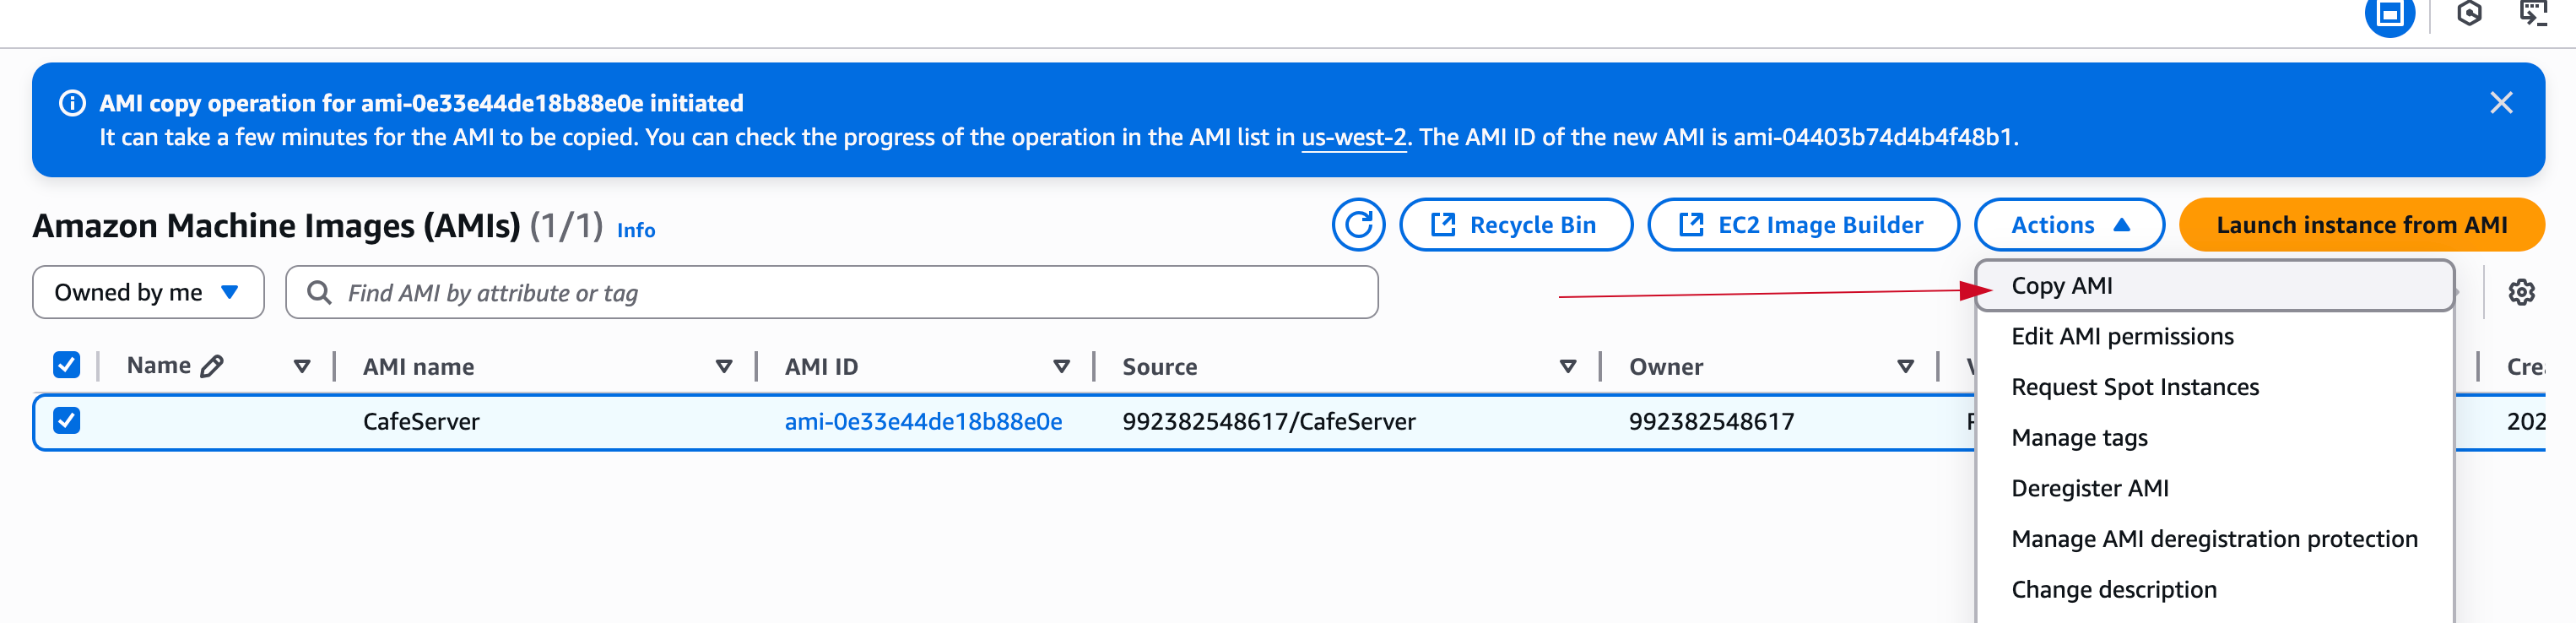 AMI copy operation for ami-0e33e44de18b88e0e initiated
It can take a few minutes for the AMI to be copied. You can check the progress of the operation in the AMI list in us-west-2. The AMI ID of the new AMI is ami-04403b74d4b4f48b1.
Amazon Machine Images (AMIs) (1/1) Info
Recycle Bin
EC2 Image Builder
Actions
Launch instance from AMI
Owned by me
Find AMI by attribute or tag
Name AMI name AMI ID Source Owner
CafeServer ami-0e33e44de18b88e0e 992382548617/CafeServer 992382548617
Copy AMI
Edit AMI permissions
Request Spot Instances
Manage tags
Deregister AMI
Manage AMI deregistration protection
Change description